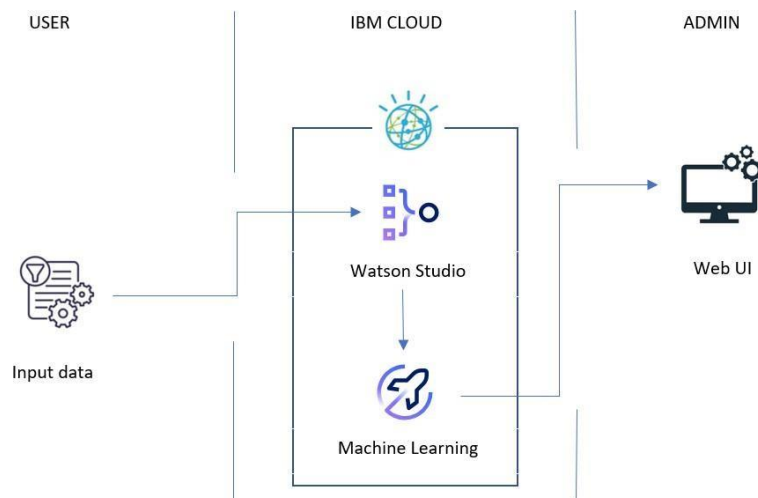 USER
IBM CLOUD
ADMIN
Watson Studio
Web UI
Input data
Machine Learning